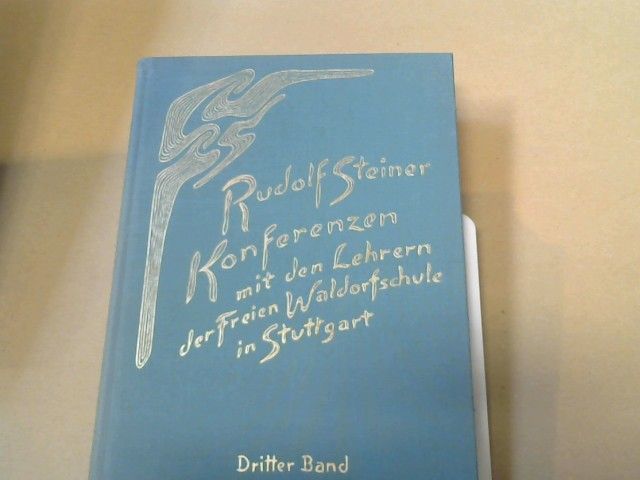 Rudolf Steiner
Konferenzen
mit den Lehrern
der Freien Waldorfschule
in Stuttgart
Dritter Band